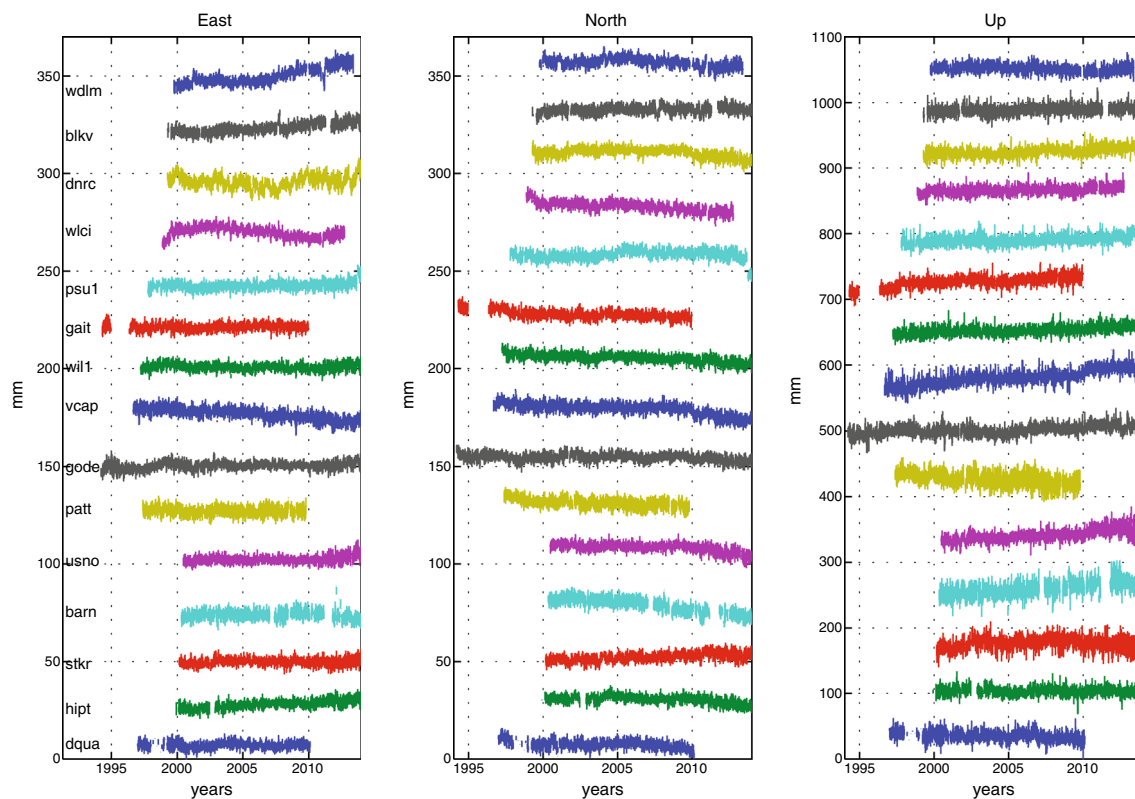 East
North
Up
mm
350
300
250
200
150
100
50
0
wdlm
blkv
dnrc
wlci
psu1
gait
wil1
vcap
gode
patt
usno
barn
stkr
hipt
dqua
1995 2000 2005 2010
years
mm
350
300
250
200
150
100
50
0
1995 2000 2005 2010
years
mm
1100
1000
900
800
700
600
500
400
300
200
100
0
1995 2000 2005 2010
years